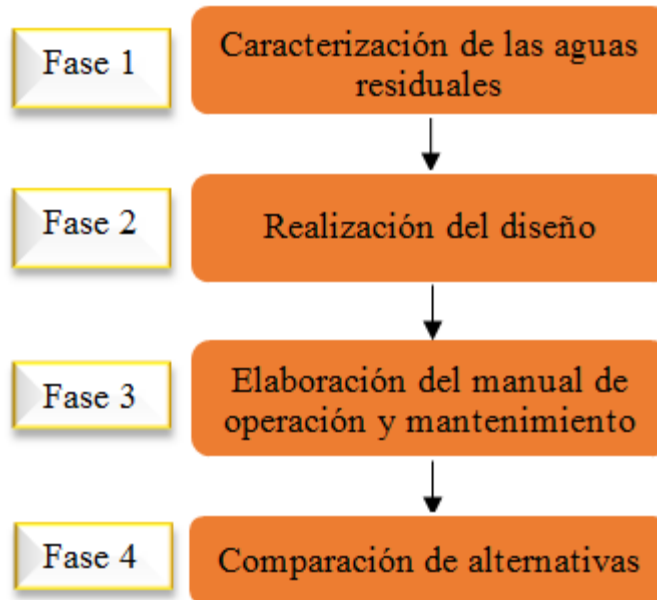 Fase 1
Caracterización de las aguas
residuales
Fase 2
Realización del diseño
Fase 3
Elaboración del manual de
operación y mantenimiento
Fase 4
Comparación de alternativas